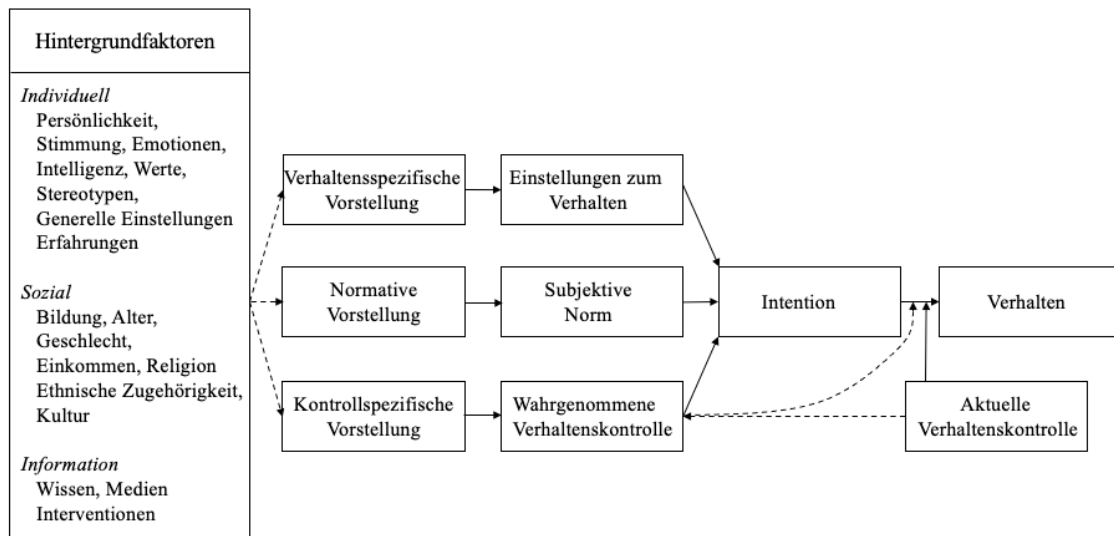 Hintergrundfaktoren
Individuell
Persönlichkeit,
Stimmung, Emotionen,
Intelligenz, Werte,
Stereotypen,
Generelle Einstellungen
Erfahrungen
Sozial
Bildung, Alter,
Geschlecht,
Einkommen, Religion
Ethnische Zugehörigkeit,
Kultur
Information
Wissen, Medien
Interventionen
Verhaltensspezifische
Vorstellung
Einstellungen zum
Verhalten
Normative
Vorstellung
Subjektive
Norm
Intention
Verhalten
Kontrollspezifische
Vorstellung
Wahrgenommene
Verhaltenskontrolle
Aktuelle
Verhaltenskontrolle